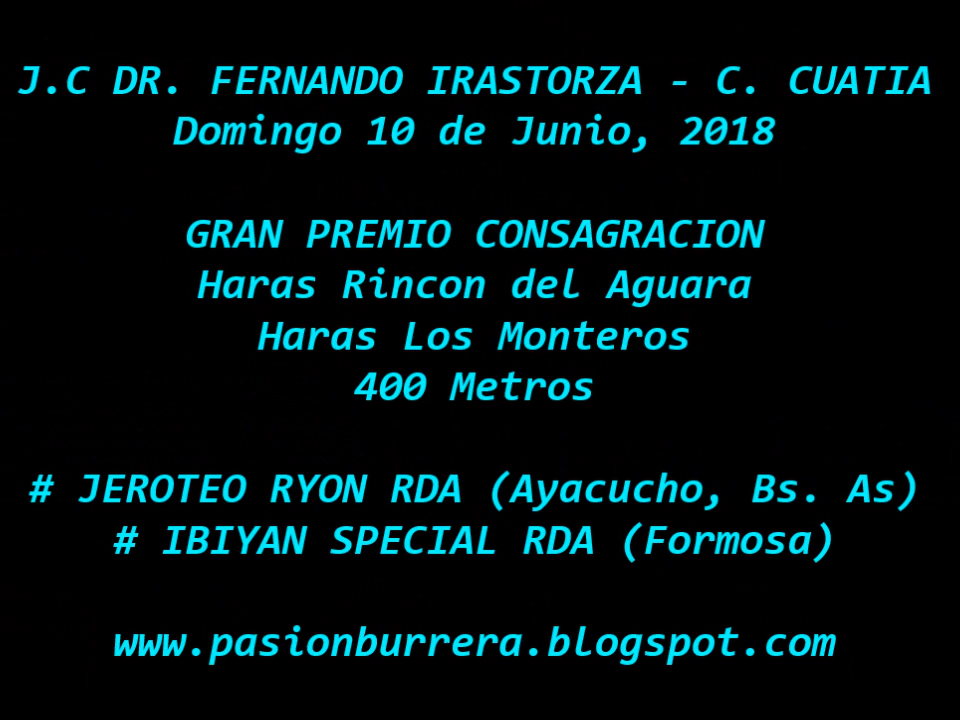 J.C DR. FERNANDO IRASTORZA - C. CUATIA
Domingo 10 de Junio, 2018
GRAN PREMIO CONSAGRACION
Haras Rincon del Aguara
Haras Los Monteros
400 Metros
# JEROTEO RYON RDA (Ayacucho, Bs. As)
# IBIYAN SPECIAL RDA (Formosa)
www.pasionburrera.blogspot.com